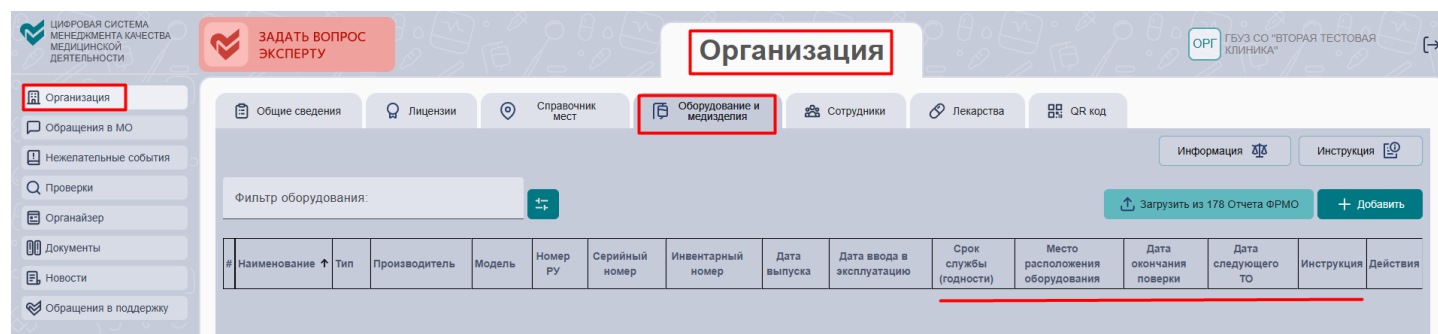 ЦИФРОВАЯ СИСТЕМА
МЕНЕДЖМЕНТА КАЧЕСТВА
МЕДИЦИНСКОЙ
ДЕЯТЕЛЬНОСТИ
ЗАДАТЬ ВОПРОС
ЭКСПЕРТУ
Организация
ОРГ
ГБУЗ СО "ВТОРАЯ ТЕСТОВАЯ
КЛИНИКА"
Организация
Обращения в МО
Нежелательные события
Проверки
Органайзер
Документы
Новости
Обращения в поддержку
Общие сведения
Лицензии
Справочник
мест
Оборудование и
медизделия
Сотрудники
Лекарства
QR код
Информация
Инструкция
Фильтр оборудования:
Загрузить из 178 Отчета ФРМО
+ Добавить
#
Наименование ↑
Тип
Производитель
Модель
Номер
РУ
Серийный
номер
Инвентарный
номер
Дата
выпуска
Дата ввода в
эксплуатацию
Срок
службы
(годности)
Место
расположения
оборудования
Дата
окончания
поверки
Дата
следующего
ТО
Инструкция
Действия